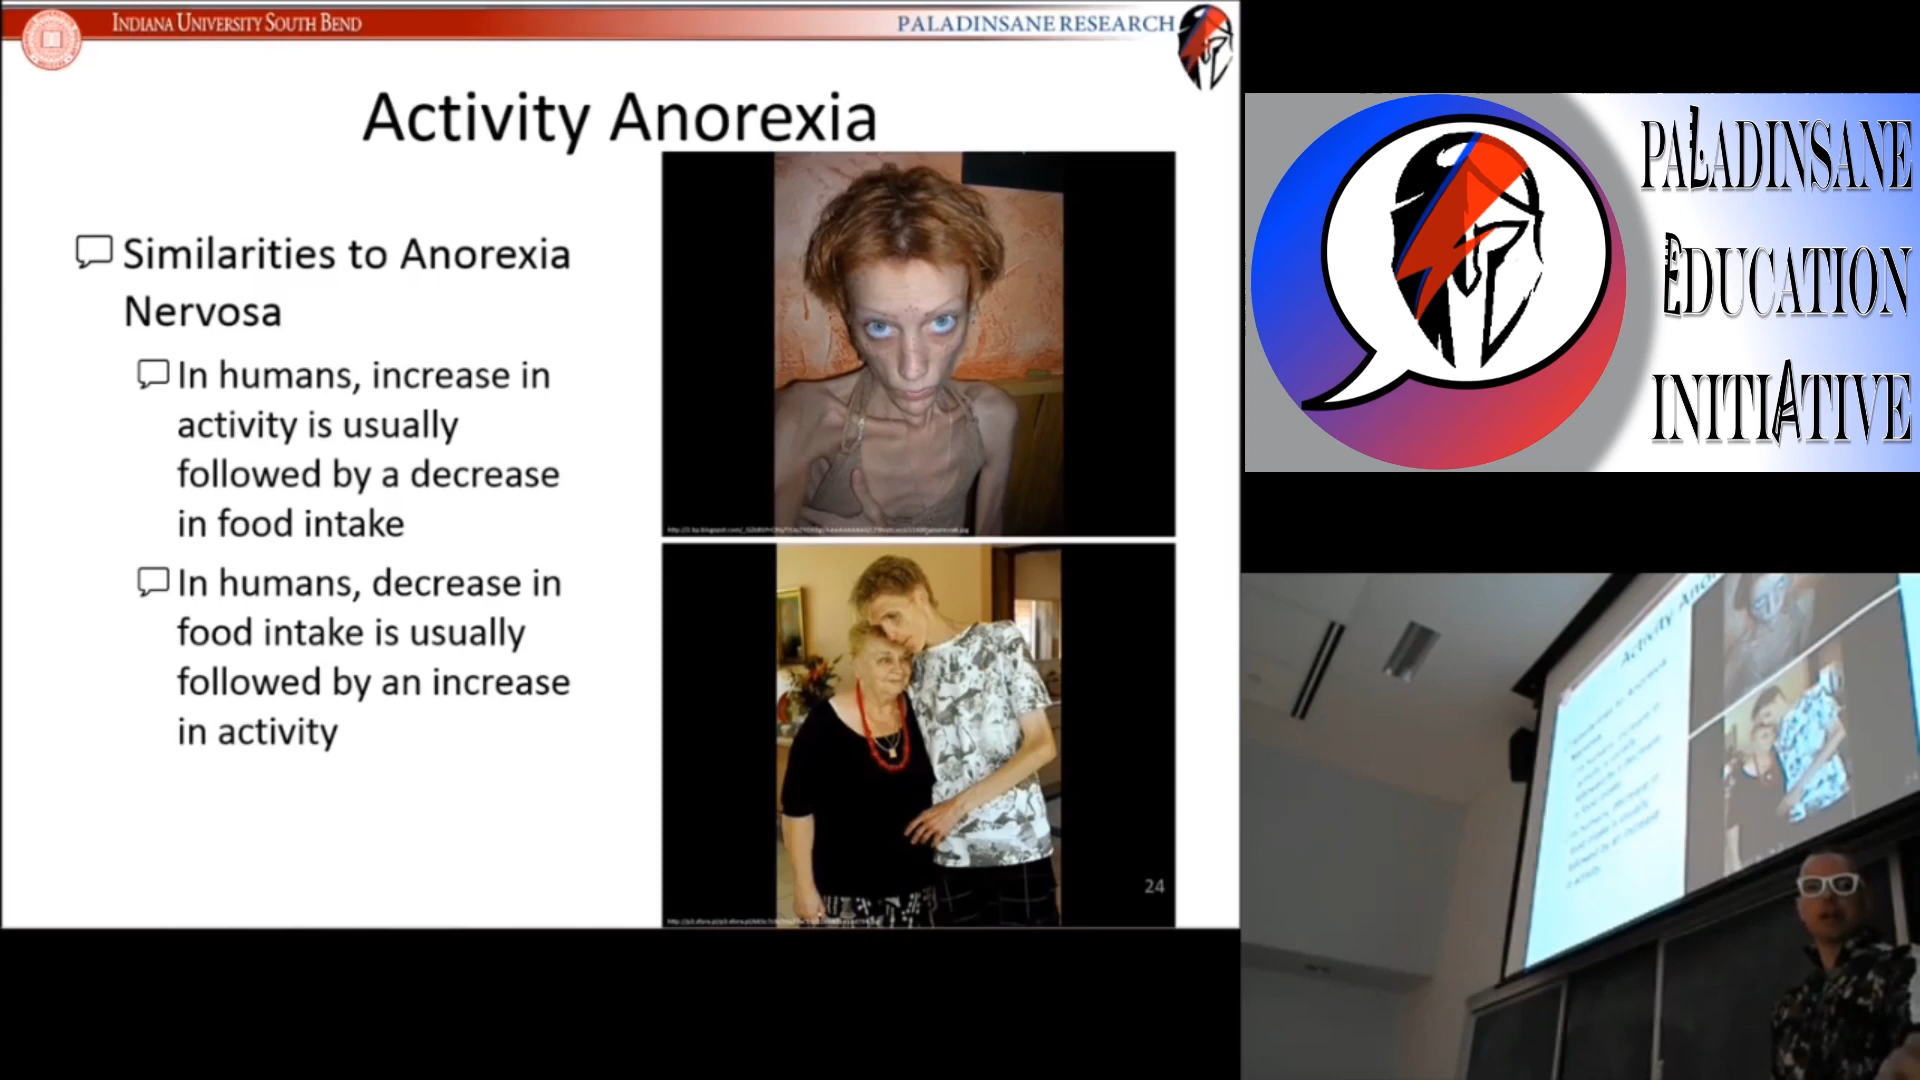 INDIANA UNIVERSITY SOUTH BEND
PALADINSANE RESEARCH
Activity Anorexia
Similarities to Anorexia
Nervosa
In humans, increase in
activity is usually
followed by a decrease
in food intake
In humans, decrease in
food intake is usually
followed by an increase
in activity
24
PALADINSANE
EDUCATION
INITIATIVE